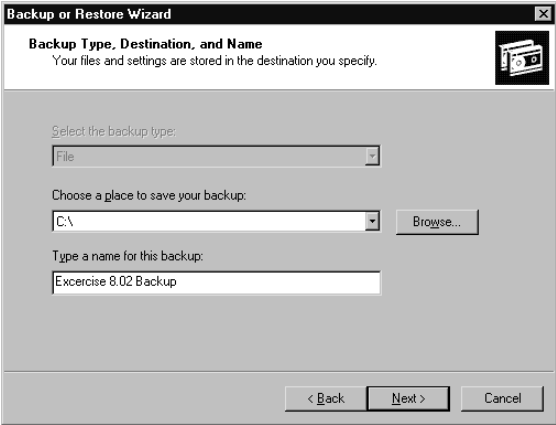 Backup or Restore Wizard
Backup Type, Destination, and Name
Your files and settings are stored in the destination you specify.
Select the backup type:
File
Choose a place to save your backup:
C:\
Browse...
Type a name for this backup:
Excercise 8.02 Backup
< Back
Next >
Cancel